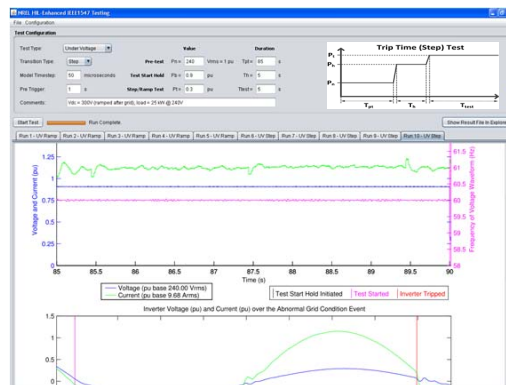 NREL HIL-Enhanced IEEE1547 Testing
File Configuration
Test Configuration
Test Type: Under Voltage
Value Duration
Transition Type: Step Pre-test Pn = 240 Vrms = 1 pu Tpt = 85 s
Model Timestep: 50 microseconds Test Start Hold Ph = 0.9 pu Th = 5 s
Pre Trigger: 1 s Step/Ramp Test Pt = 0.3 pu Ttest = 5 s
Comments: Vdc = 300V (ramped after grid), load = 25 kW @ 240V
Trip Time (Step) Test
Pt
Ph
Pn
Tpt Th Ttest
Start Test Run Complete. Show Result File In Explorer
Run 1 - UV Ramp Run 2 - UV Ramp Run 3 - UV Ramp Run 4 - UV Ramp Run 5 - UV Ramp Run 6 - UV Step Run 7 - UV Step Run 8 - UV Step Run 9 - UV Step Run 10 - UV Step
Voltage and Current (pu)
1.25
1
0.75
0.5
0.25
0
61.5
61
60.5
60
59.5
59
58.5
58
Frequency of Voltage Waveform (Hz)
85 85.5 86 86.5 87 87.5 88 88.5 89 89.5 90
Time (s)
Voltage (pu base 240.00 Vrms)
Current (pu base 9.68 Arms)
Test Start Hold Initiated Test Started Inverter Tripped
Inverter Voltage (pu) and Current (pu) over the Abnormal Grid Condition Event
1.5
1
0.5
0